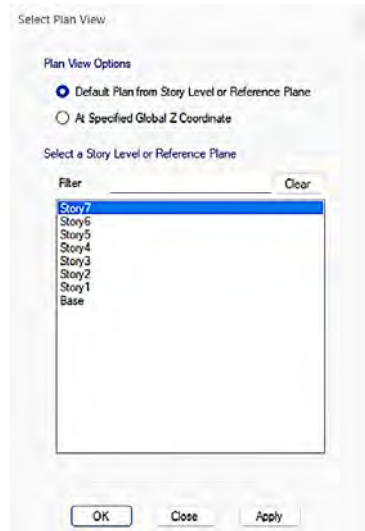 Select Plan View
Plan View Options
Default Plan from Story Level or Reference Plane
At Specified Global Z Coordinate
Select a Story Level or Reference Plane
Filter Clear
Story7
Story6
Story5
Story4
Story3
Story2
Story1
Base
OK Close Apply